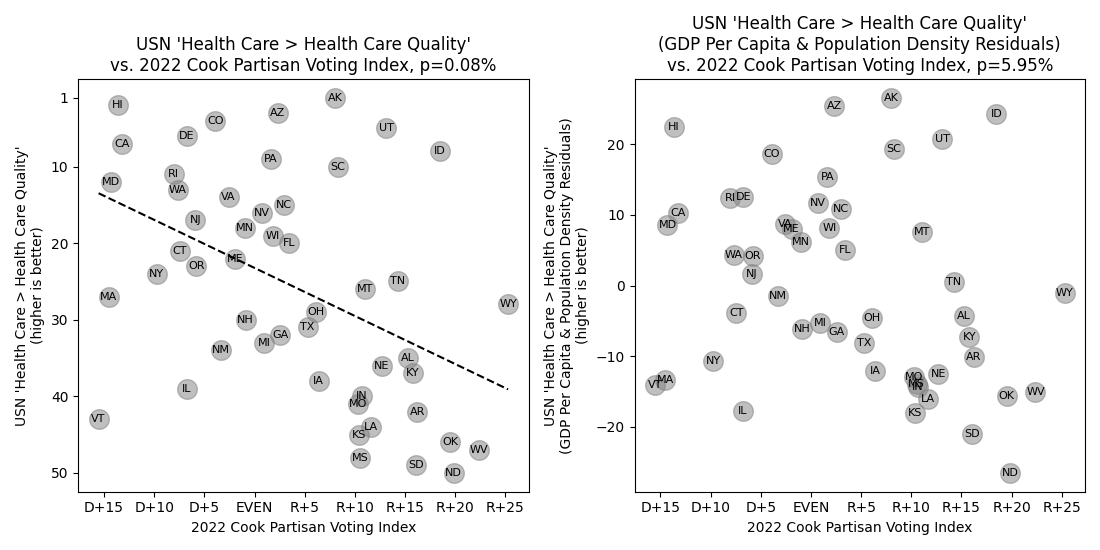 USN 'Health Care > Health Care Quality'
vs. 2022 Cook Partisan Voting Index, p=0.08%
USN 'Health Care > Health Care Quality'
(higher is better)
1
10
20
30
40
50
HI
CA
MD
DE
CO
AZ
AK
UT
ID
RI
WA
PA
SC
NJ
VA
NV
NC
MN
WI
FL
CT
OR
ME
NY
MA
MT
TN
WY
NH
OH
TX
MI
GA
NM
AL
NE
KY
IL
IA
IN
MO
AR
VT
KS
LA
OK
WV
MS
SD
ND
D+15
D+10
D+5
EVEN
R+5
R+10
R+15
R+20
R+25
2022 Cook Partisan Voting Index
USN 'Health Care > Health Care Quality'
(GDP Per Capita & Population Density Residuals)
vs. 2022 Cook Partisan Voting Index, p=5.95%
USN 'Health Care > Health Care Quality'
(GDP Per Capita & Population Density Residuals)
(higher is better)
20
10
0
−10
−20
AK
AZ
ID
HI
UT
SC
CO
PA
RI
DE
NV
NC
CA
MD
VA
ME
WI
MN
MT
FL
WA
OR
NJ
TN
NM
WY
CT
OH
AL
MI
NH
GA
KY
TX
NY
AR
IA
NE
MO
MS
IN
VT
MA
LA
OK
WV
IL
KS
SD
ND
D+15
D+10
D+5
EVEN
R+5
R+10
R+15
R+20
R+25
2022 Cook Partisan Voting Index